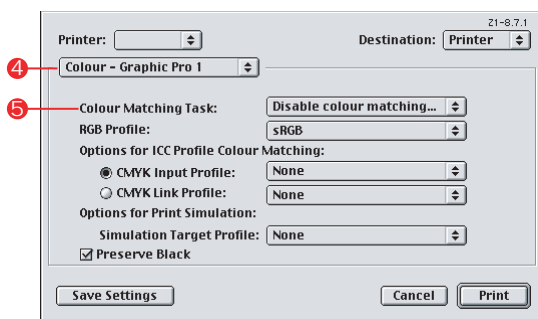 Z1-8.7.1
Printer: Destination: Printer
4 Colour - Graphic Pro 1
5 Colour Matching Task: Disable colour matching...
RGB Profile: sRGB
Options for ICC Profile Colour Matching:
CMYK Input Profile: None
CMYK Link Profile: None
Options for Print Simulation:
Simulation Target Profile: None
Preserve Black
Save Settings Cancel Print